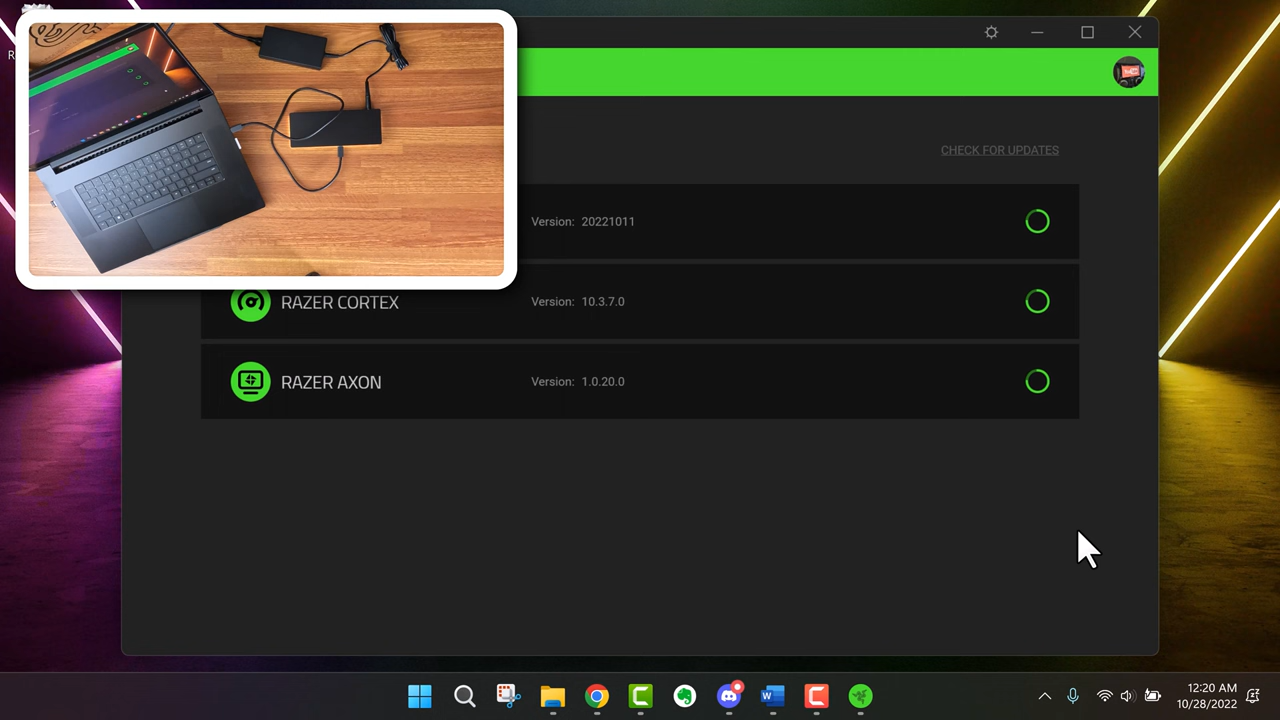 R
CHECK FOR UPDATES
Version: 20221011
RAZER CORTEX
Version: 10.3.7.0
RAZER AXON
Version: 1.0.20.0
12:20 AM
10/28/2022